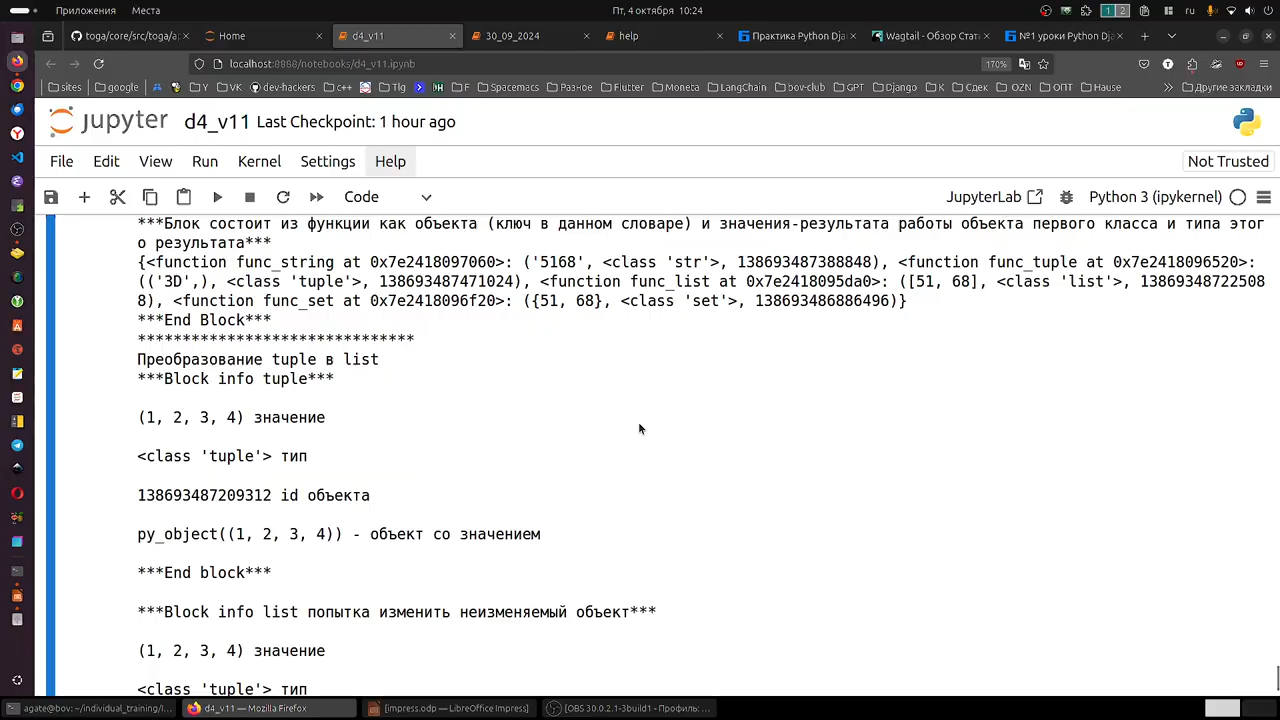 Приложения Места Пт, 4 октября 10:24 1 2 ru
toga/core/src/toga/ap Home d4_v11 30_09_2024 help Практика Python Djan Wagtail - Обзор Стати №1 уроки Python Djan
localhost:8888/notebooks/d4_v11.ipynb 170%
sites google Y VK dev-hackers c++ Tlg F Spacemacs Разное Flutter Moneca LangChain bov-club GPT Django K Сдек OZN ОПТ Hause Другие закладки
jupyter d4_v11 Last Checkpoint: 1 hour ago
File Edit View Run Kernel Settings Help Not Trusted
Code JupyterLab Python 3 (ipykernel)
***Блок состоит из функции как объекта (ключ в данном словаре) и значения-результата работы объекта первого класса и типа этог
о результата***
{<function func_string at 0x7e2418097060>: ('5168', <class 'str'>, 138693487388848), <function func_tuple at 0x7e2418096520>:
(('3D',), <class 'tuple'>, 138693487471024), <function func_list at 0x7e2418095da0>: ([51, 68], <class 'list'>, 13869348722508
8), <function func_set at 0x7e2418096f20>: ({51, 68}, <class 'set'>, 138693486886496)}
***End Block***
*******************************
Преобразование tuple в list
***Block info tuple***
(1, 2, 3, 4) значение
<class 'tuple'> тип
138693487209312 id объекта
py_object((1, 2, 3, 4)) - объект со значением
***End block***
***Block info list попытка изменить неизменяемый объект***
(1, 2, 3, 4) значение
<class 'tuple'> тип
agate@bov: ~/individual_training/l... d4_v11 — Mozilla Firefox [impress.odp — LibreOffice Impress] [OBS 30.0.2.1-3build1 - Профиль: ...